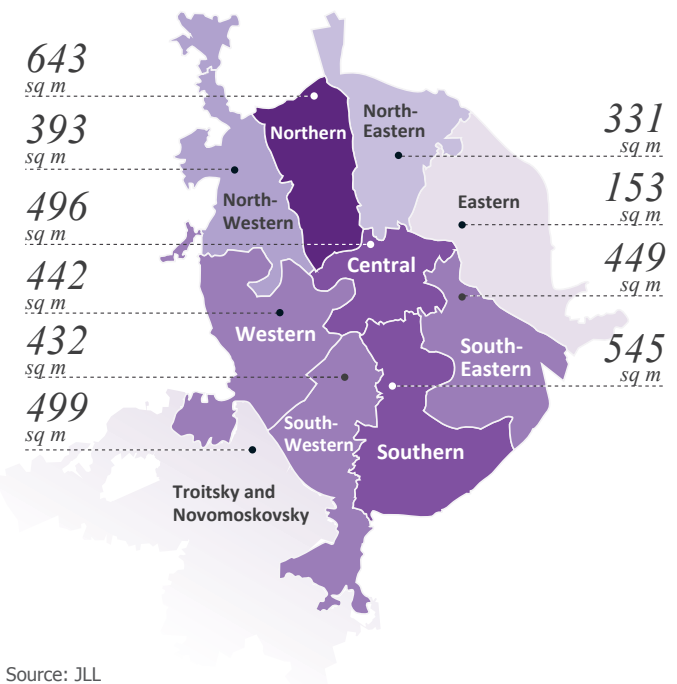 643
sq m
393
sq m
496
sq m
442
sq m
432
sq m
499
sq m
Northern
North-
Eastern
North-
Western
Eastern
Central
Western
South-
Eastern
South-
Western
Southern
Troitsky and
Novomoskovsky
331
sq m
153
sq m
449
sq m
545
sq m
Source: JLL